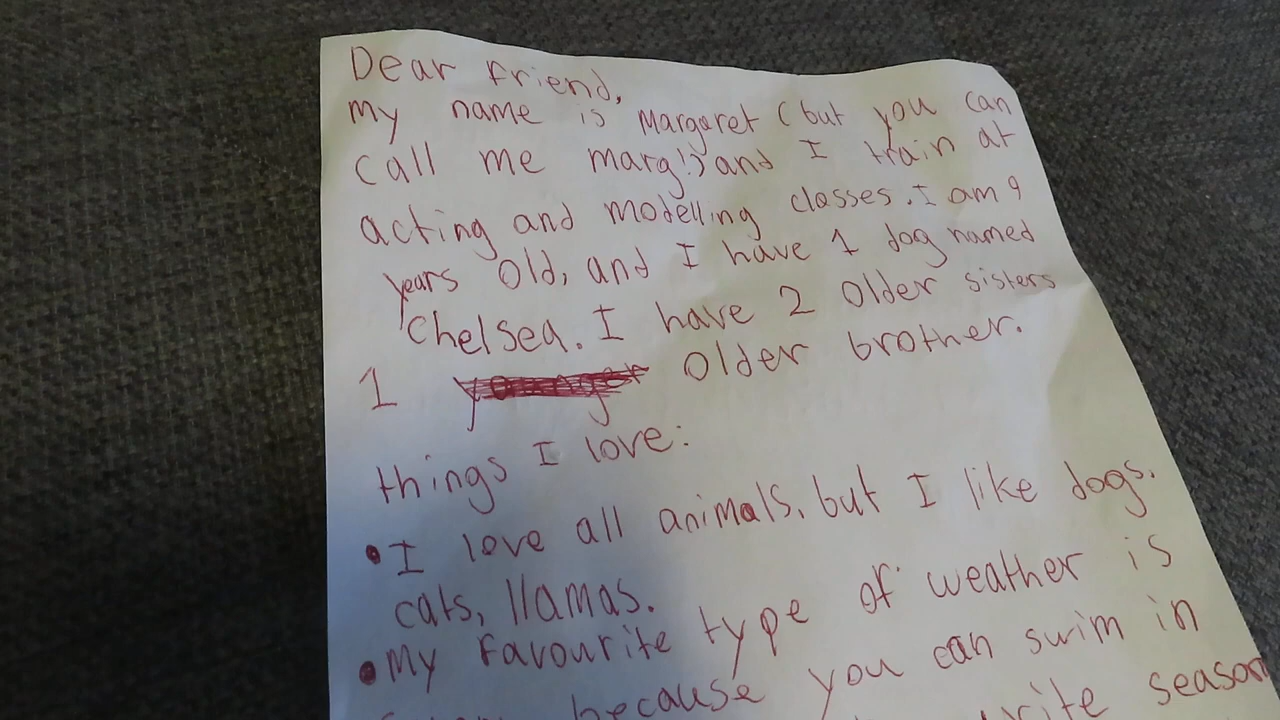 Dear Friend,
my name is Margaret (but you can
call me marg!) and I train at
acting and modelling classes. I am 9
years old, and I have 1 dog named
Chelsea. I have 2 older sisters
1 younger older brother.
things I love:
• I love all animals, but I like dogs,
cats, llamas.
• My favourite type of weather is
because you can swim in
season